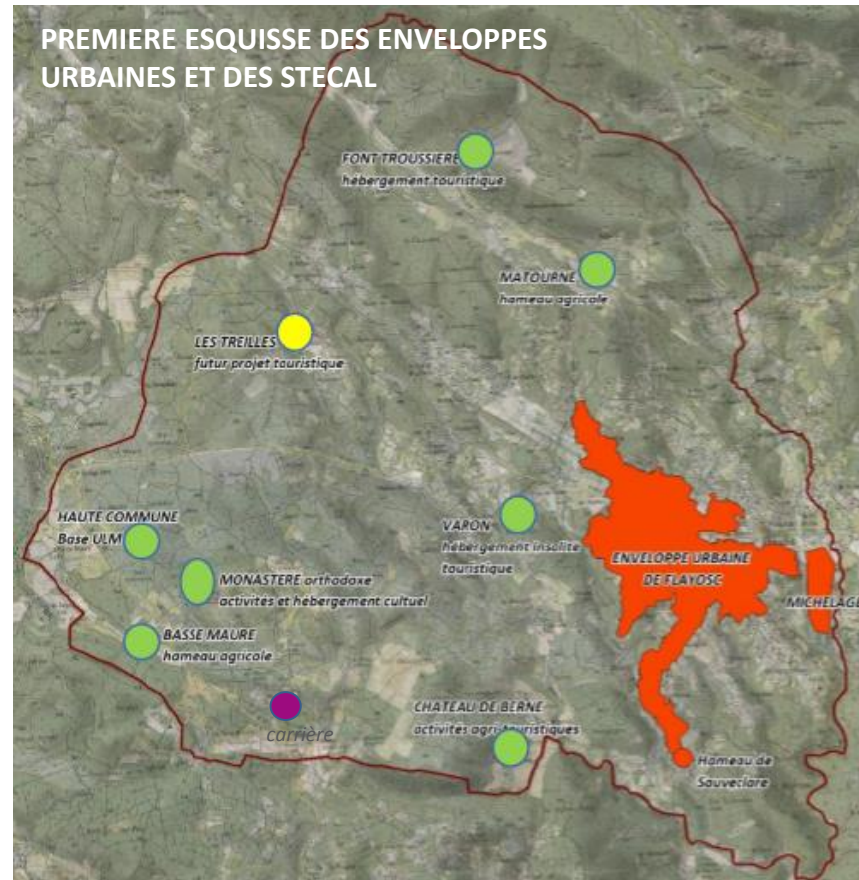 PREMIERE ESQUISSE DES ENVELOPPES
URBAINES ET DES STECAL
FONT TROUSSIERE
hébergement touristique
MATOURNE
hameau agricole
LES TREILLES
futur projet touristique
HAUTE COMMUNE
Base ULM
VARON
hébergement insolite
touristique
ENVELOPPE URBAINE
DE FLAYOSC
MONASTERE orthodoxe
activités et hébergement cultuel
MICHELAGE
BASSE MAURE
hameau agricole
CHATEAU DE BERNE
activités agri-touristiques
carrière
Hameau de
Sauveclare